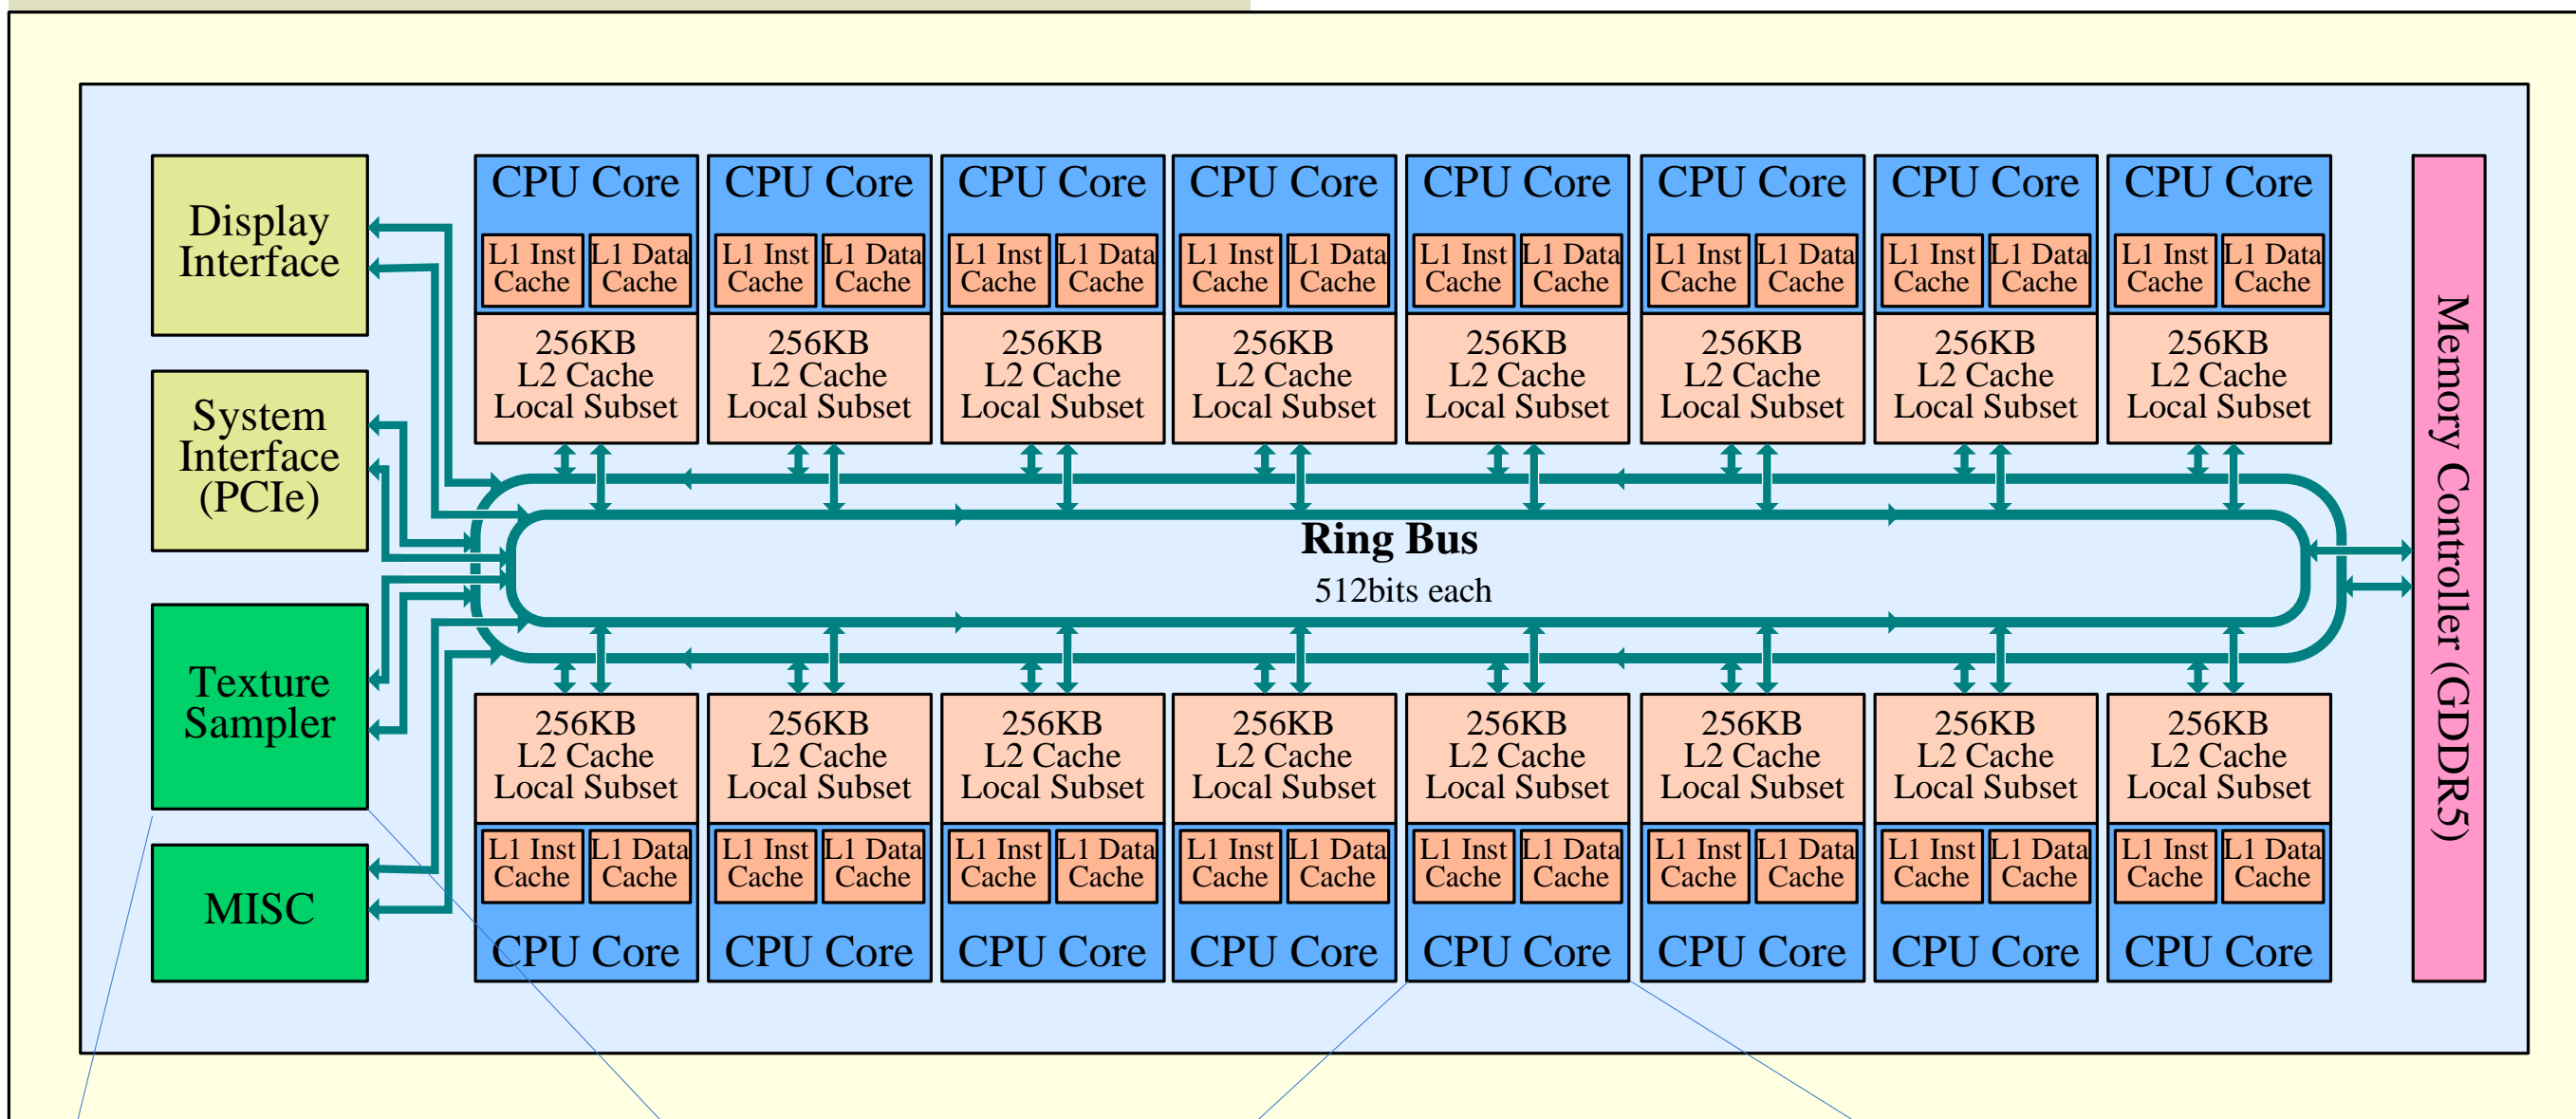 Display
Interface
System
Interface
(PCIe)
Texture
Sampler
MISC
CPU Core
L1 Inst
Cache
L1 Data
Cache
256KB
L2 Cache
Local Subset
CPU Core
L1 Inst
Cache
L1 Data
Cache
256KB
L2 Cache
Local Subset
CPU Core
L1 Inst
Cache
L1 Data
Cache
256KB
L2 Cache
Local Subset
CPU Core
L1 Inst
Cache
L1 Data
Cache
256KB
L2 Cache
Local Subset
CPU Core
L1 Inst
Cache
L1 Data
Cache
256KB
L2 Cache
Local Subset
CPU Core
L1 Inst
Cache
L1 Data
Cache
256KB
L2 Cache
Local Subset
CPU Core
L1 Inst
Cache
L1 Data
Cache
256KB
L2 Cache
Local Subset
CPU Core
L1 Inst
Cache
L1 Data
Cache
256KB
L2 Cache
Local Subset
Ring Bus
512bits each
256KB
L2 Cache
Local Subset
L1 Inst
Cache
L1 Data
Cache
CPU Core
256KB
L2 Cache
Local Subset
L1 Inst
Cache
L1 Data
Cache
CPU Core
256KB
L2 Cache
Local Subset
L1 Inst
Cache
L1 Data
Cache
CPU Core
256KB
L2 Cache
Local Subset
L1 Inst
Cache
L1 Data
Cache
CPU Core
256KB
L2 Cache
Local Subset
L1 Inst
Cache
L1 Data
Cache
CPU Core
256KB
L2 Cache
Local Subset
L1 Inst
Cache
L1 Data
Cache
CPU Core
256KB
L2 Cache
Local Subset
L1 Inst
Cache
L1 Data
Cache
CPU Core
256KB
L2 Cache
Local Subset
L1 Inst
Cache
L1 Data
Cache
CPU Core
Memory Controller (GDDR5)